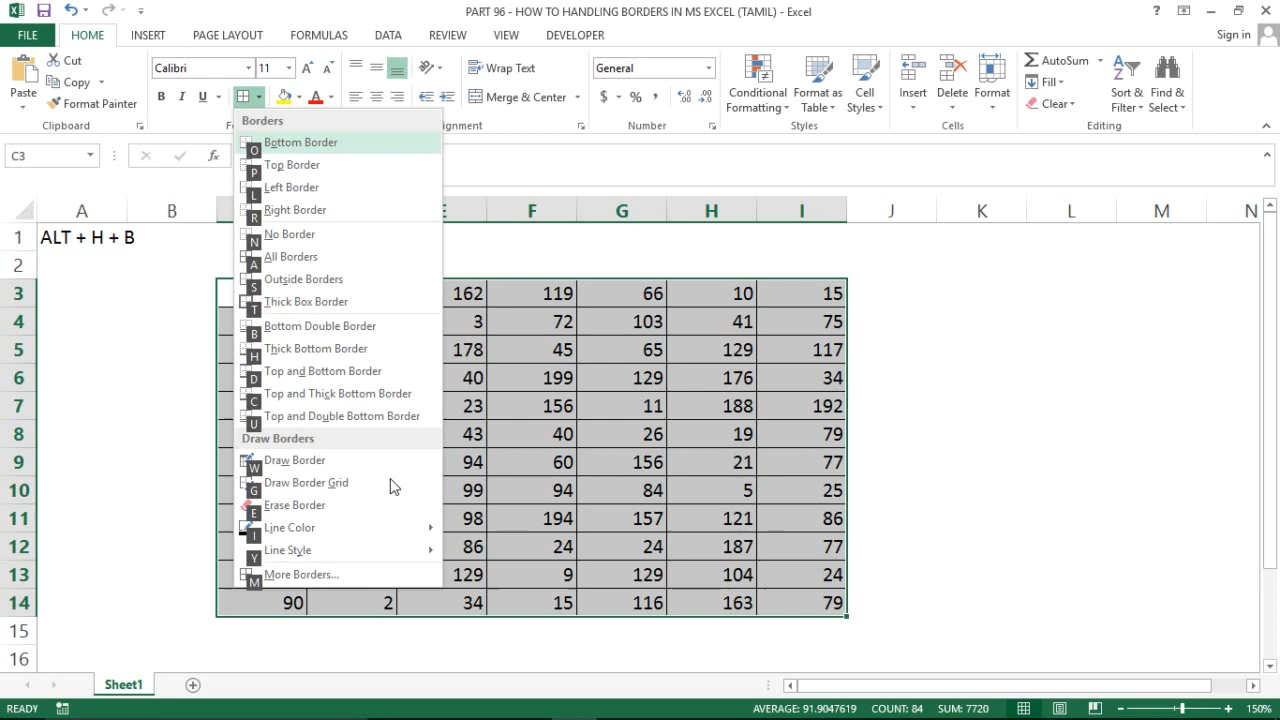 PART 96 - HOW TO HANDLING BORDERS IN MS EXCEL (TAMIL) - Excel
?
FILE HOME INSERT PAGE LAYOUT FORMULAS DATA REVIEW VIEW DEVELOPER Sign in
Paste
Cut
Copy
Format Painter
Clipboard
Calibri 11
B I U
Wrap Text
Merge & Center
General
$ % ,
Number
Conditional Formatting
Format as Table
Cell Styles
Styles
Insert Delete Format
Cells
AutoSum
Fill
Clear
Sort & Filter
Find & Select
Editing
C3
fx
Borders
O Bottom Border
P Top Border
L Left Border
R Right Border
N No Border
A All Borders
S Outside Borders
T Thick Box Border
B Bottom Double Border
H Thick Bottom Border
D Top and Bottom Border
C Top and Thick Bottom Border
U Top and Double Bottom Border
Draw Borders
W Draw Border
G Draw Border Grid
E Erase Border
I Line Color
Y Line Style
M More Borders...
A B E F G H I J K L M N
1 ALT + H + B
2
3 162 119 66 10 15
4 3 72 103 41 75
5 178 45 65 129 117
6 40 199 129 176 34
7 23 156 11 188 192
8 43 40 26 19 79
9 94 60 156 21 77
10 99 94 84 5 25
11 98 194 157 121 86
12 86 24 24 187 77
13 129 9 129 104 24
14 90 2 34 15 116 163 79
15
16
Sheet1
READY AVERAGE: 91.9047619 COUNT: 84 SUM: 7720 150%